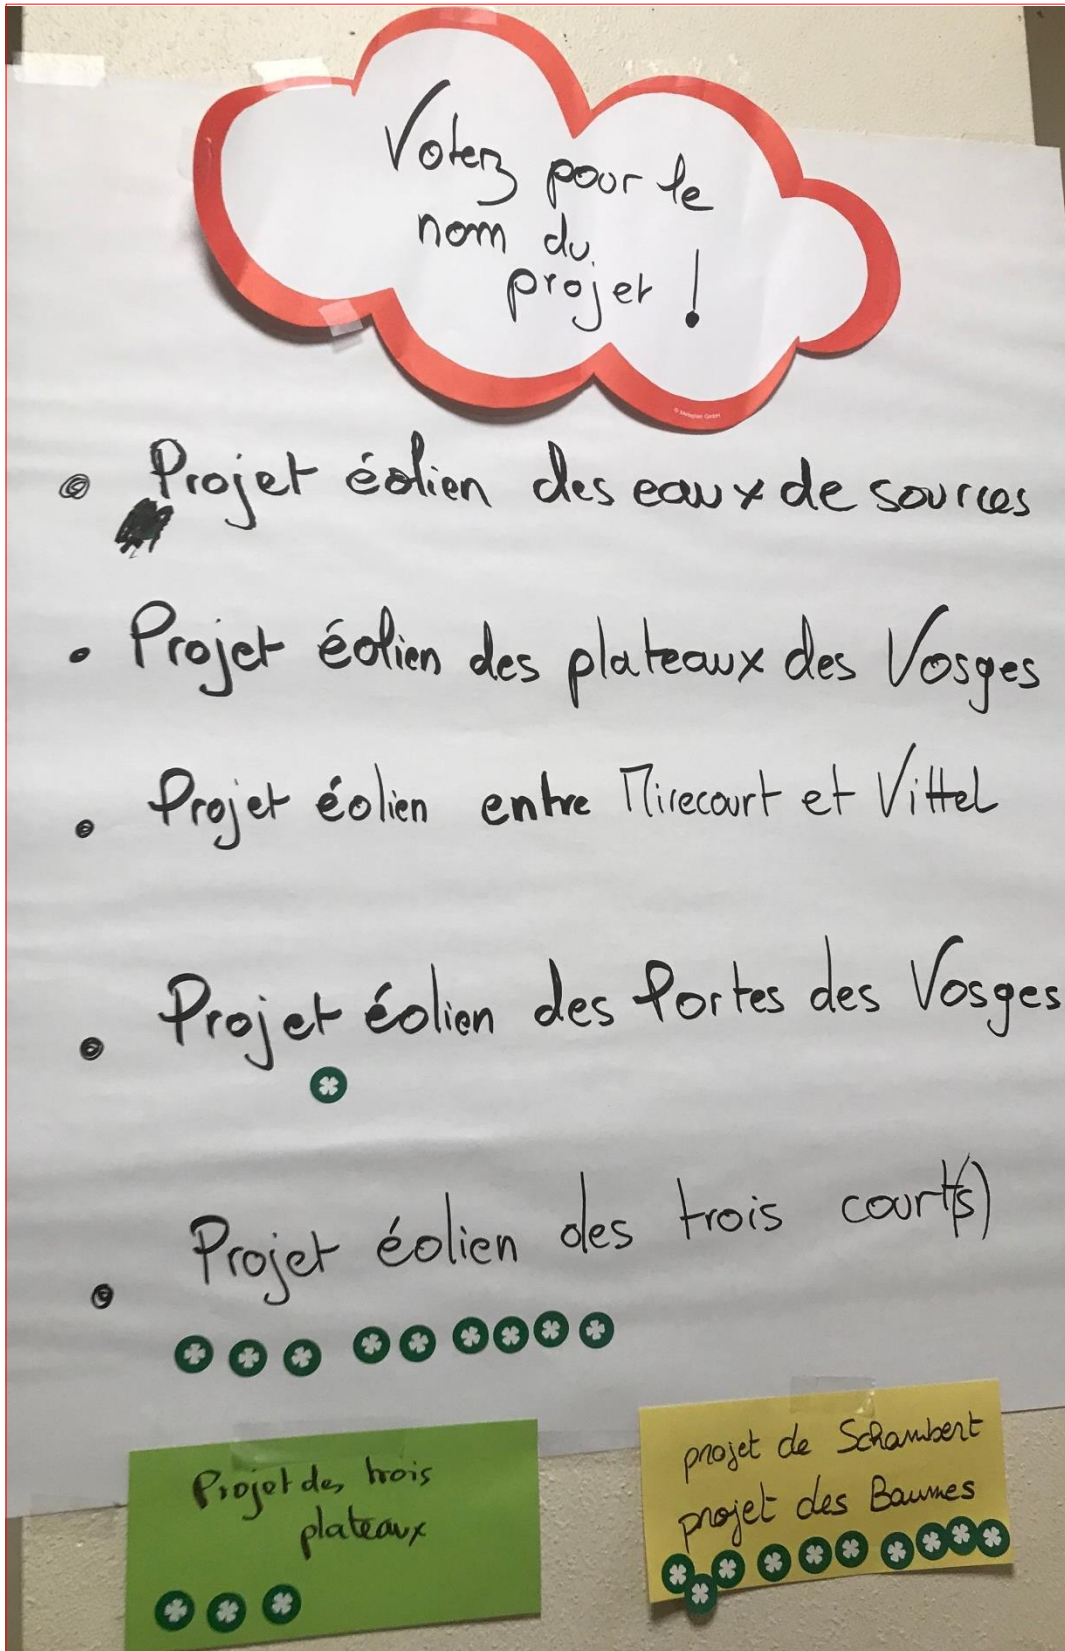 Votez pour le
nom du
projet !
© Metaplan GmbH
Projet éolien des eaux de sources
Projet éolien des plateaux des Vosges
Projet éolien entre Mirecourt et Vittel
Projet éolien des Portes des Vosges
Projet éolien des trois court(s)
Projet des trois
plateaux
projet de Schambert
projet des Baumes